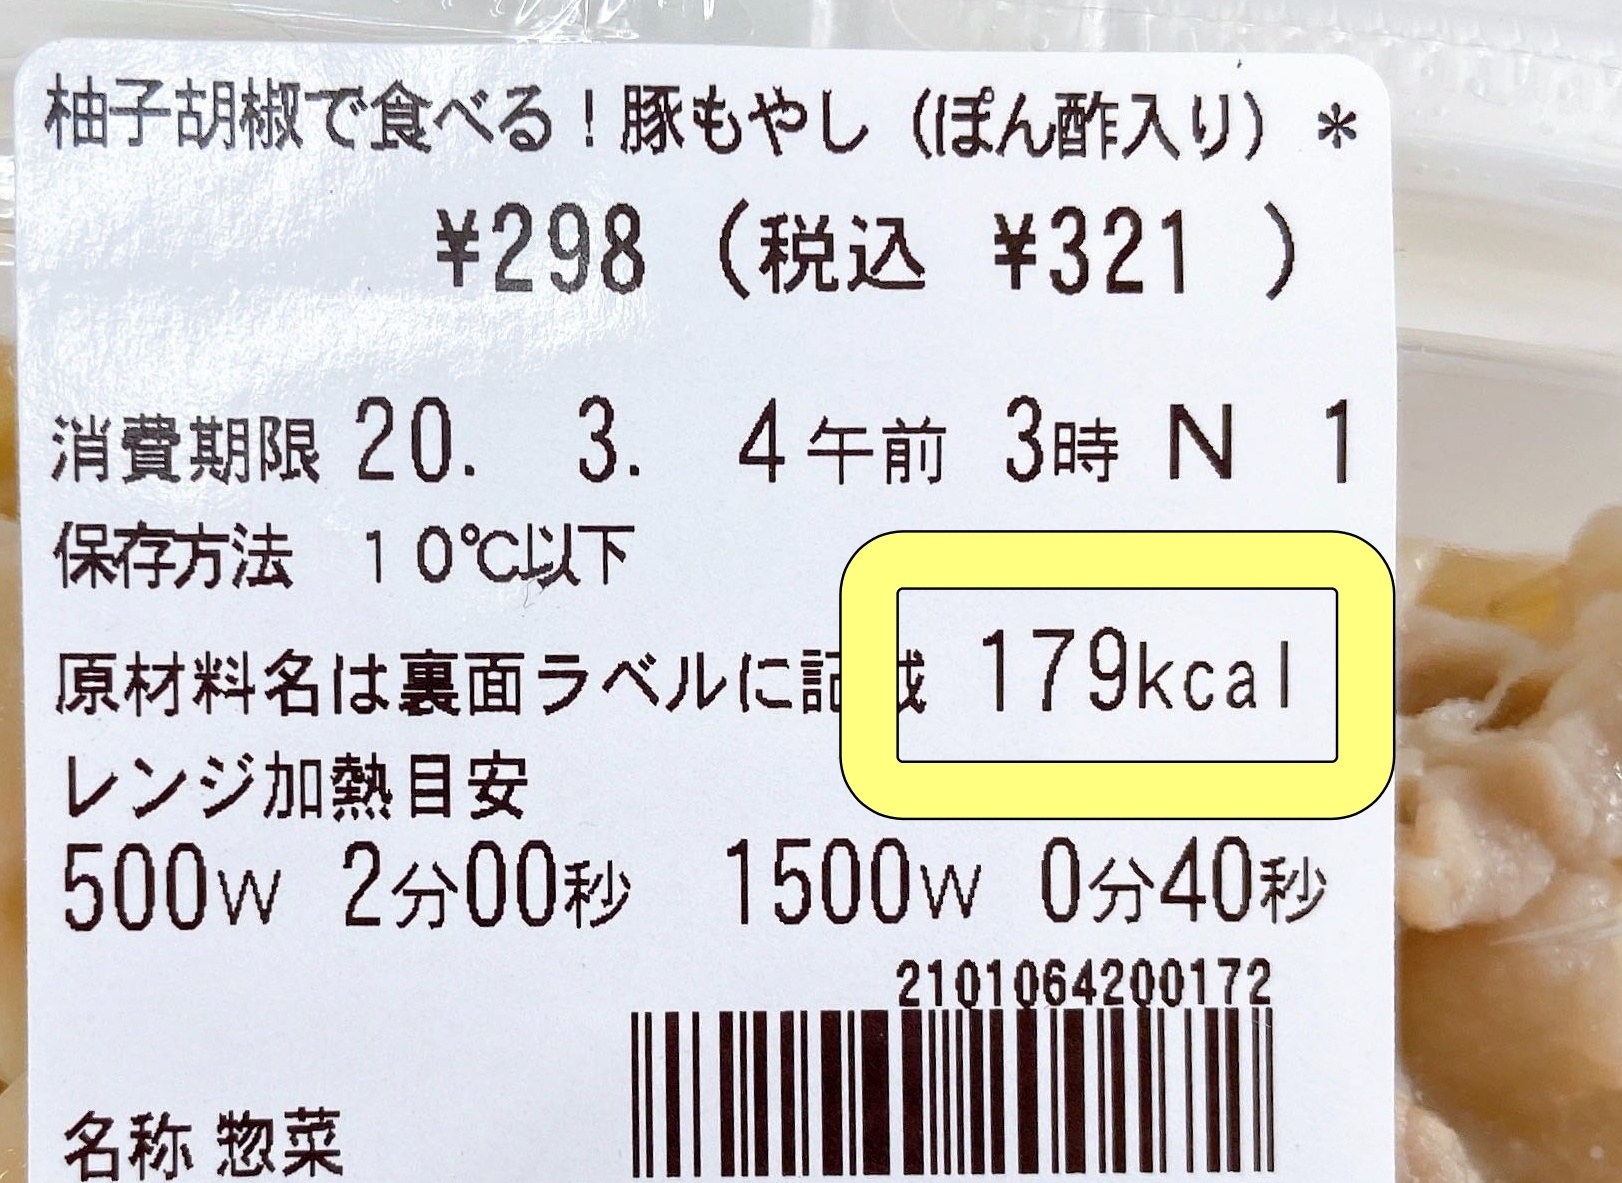 柚子胡椒で食べる！豚もやし（ぽん酢入り）＊
¥298（税込 ¥321 ）
消費期限 20. 3. 4午前 3時 N 1
保存方法 １０℃以下
原材料名は裏面ラベルに記載 179kcal
レンジ加熱目安
500W 2分00秒 1500W 0分40秒
2101064200172
名称 惣菜